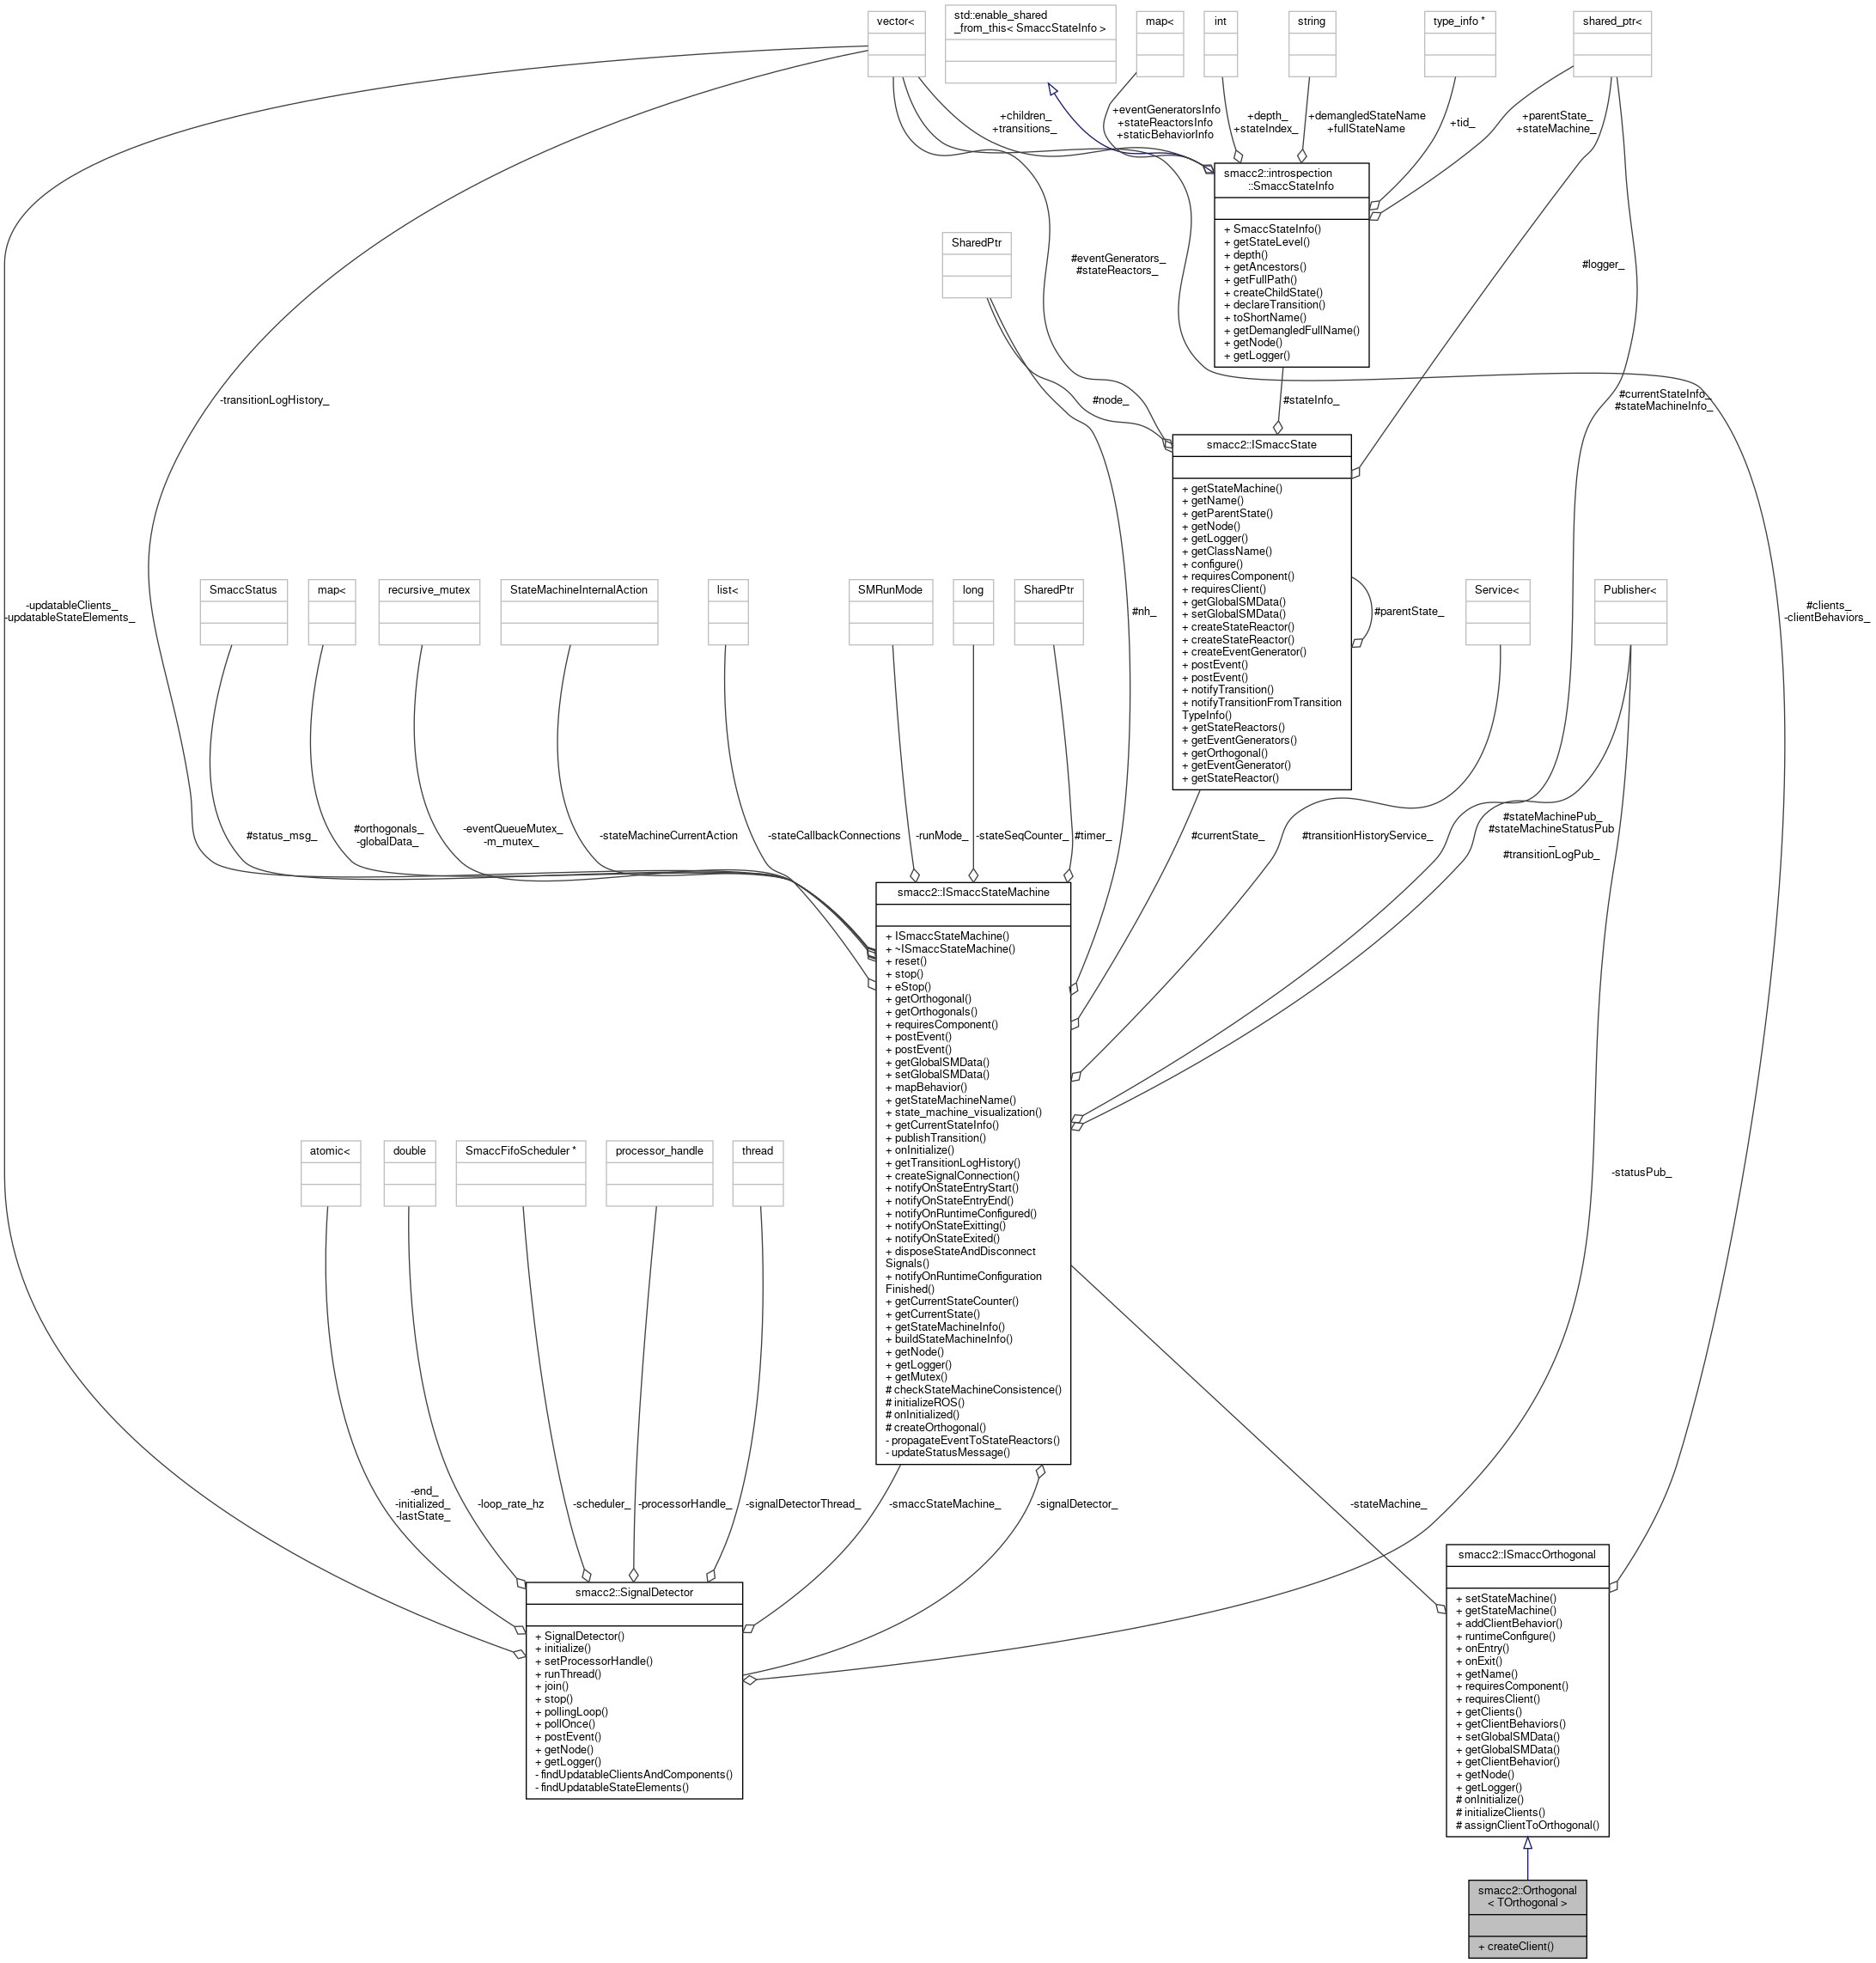 vector<
std::enable_shared
_from_this< SmaccStateInfo >
map<
int
string
type_info *
shared_ptr<
+children_
+transitions_
+eventGeneratorsInfo
+stateReactorsInfo
+staticBehaviorInfo
+depth_
+stateIndex_
+demangledStateName
+fullStateName
+tid_
+parentState_
+stateMachine_
smacc2::introspection
::SmaccStateInfo
+ SmaccStateInfo()
+ getStateLevel()
+ depth()
+ getAncestors()
+ getFullPath()
+ createChildState()
+ declareTransition()
+ toShortName()
+ getDemangledFullName()
+ getNode()
+ getLogger()
SharedPtr
#eventGenerators_
#stateReactors_
#logger_
-transitionLogHistory_
#node_
#stateInfo_
#currentStateInfo_
#stateMachineInfo_
smacc2::ISmaccState
+ getStateMachine()
+ getName()
+ getParentState()
+ getNode()
+ getLogger()
+ getClassName()
+ configure()
+ requiresComponent()
+ requiresClient()
+ getGlobalSMData()
+ setGlobalSMData()
+ createStateReactor()
+ createStateReactor()
+ createEventGenerator()
+ postEvent()
+ postEvent()
+ notifyTransition()
+ notifyTransitionFromTransition
TypeInfo()
+ getStateReactors()
+ getEventGenerators()
+ getOrthogonal()
+ getEventGenerator()
+ getStateReactor()
SmaccStatus
map<
recursive_mutex
StateMachineInternalAction
list<
SMRunMode
long
SharedPtr
Service<
Publisher<
-updatableClients_
-updatableStateElements_
#nh_
#parentState_
#clients_
-clientBehaviors_
#status_msg_
#orthogonals_
-globalData_
-eventQueueMutex_
-m_mutex_
-stateMachineCurrentAction
-stateCallbackConnections
-runMode_
-stateSeqCounter_
#timer_
#currentState_
#transitionHistoryService_
#stateMachinePub_
#stateMachineStatusPub
_
#transitionLogPub_
smacc2::ISmaccStateMachine
+ ISmaccStateMachine()
+ ~ISmaccStateMachine()
+ reset()
+ stop()
+ eStop()
+ getOrthogonal()
+ getOrthogonals()
+ requiresComponent()
+ postEvent()
+ postEvent()
+ getGlobalSMData()
+ setGlobalSMData()
+ mapBehavior()
+ getStateMachineName()
+ state_machine_visualization()
+ getCurrentStateInfo()
+ publishTransition()
+ onInitialize()
+ getTransitionLogHistory()
+ createSignalConnection()
+ notifyOnStateEntryStart()
+ notifyOnStateEntryEnd()
+ notifyOnRuntimeConfigured()
+ notifyOnStateExitting()
+ notifyOnStateExited()
+ disposeStateAndDisconnect
Signals()
+ notifyOnRuntimeConfiguration
Finished()
+ getCurrentStateCounter()
+ getCurrentState()
+ getStateMachineInfo()
+ buildStateMachineInfo()
+ getNode()
+ getLogger()
+ getMutex()
# checkStateMachineConsistence()
# initializeROS()
# onInitialized()
# createOrthogonal()
- propagateEventToStateReactors()
- updateStatusMessage()
atomic<
double
SmaccFifoScheduler *
processor_handle
thread
-statusPub_
-end_
-initialized_
-lastState_
-loop_rate_hz
-scheduler_
-processorHandle_
-signalDetectorThread_
-smaccStateMachine_
-signalDetector_
-stateMachine_
smacc2::SignalDetector
+ SignalDetector()
+ initialize()
+ setProcessorHandle()
+ runThread()
+ join()
+ stop()
+ pollingLoop()
+ pollOnce()
+ postEvent()
+ getNode()
+ getLogger()
- findUpdatableClientsAndComponents()
- findUpdatableStateElements()
smacc2::ISmaccOrthogonal
+ setStateMachine()
+ getStateMachine()
+ addClientBehavior()
+ runtimeConfigure()
+ onEntry()
+ onExit()
+ getName()
+ requiresComponent()
+ requiresClient()
+ getClients()
+ getClientBehaviors()
+ setGlobalSMData()
+ getGlobalSMData()
+ getClientBehavior()
+ getNode()
+ getLogger()
# onInitialize()
# initializeClients()
# assignClientToOrthogonal()
smacc2::Orthogonal
< TOrthogonal >
+ createClient()